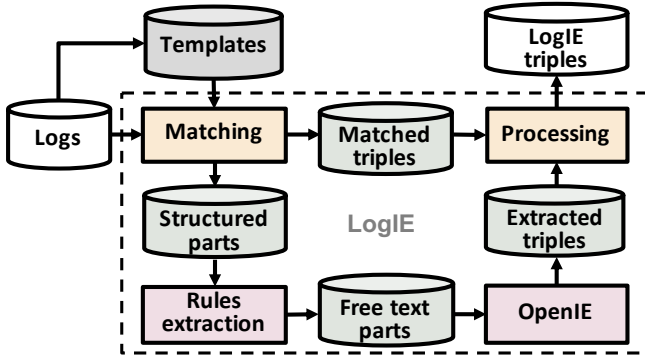 Templates
LogIE
triples
Logs
Matching
Matched
triples
Processing
Structured
parts
LogIE
Extracted
triples
Rules
extraction
Free text
parts
OpenIE